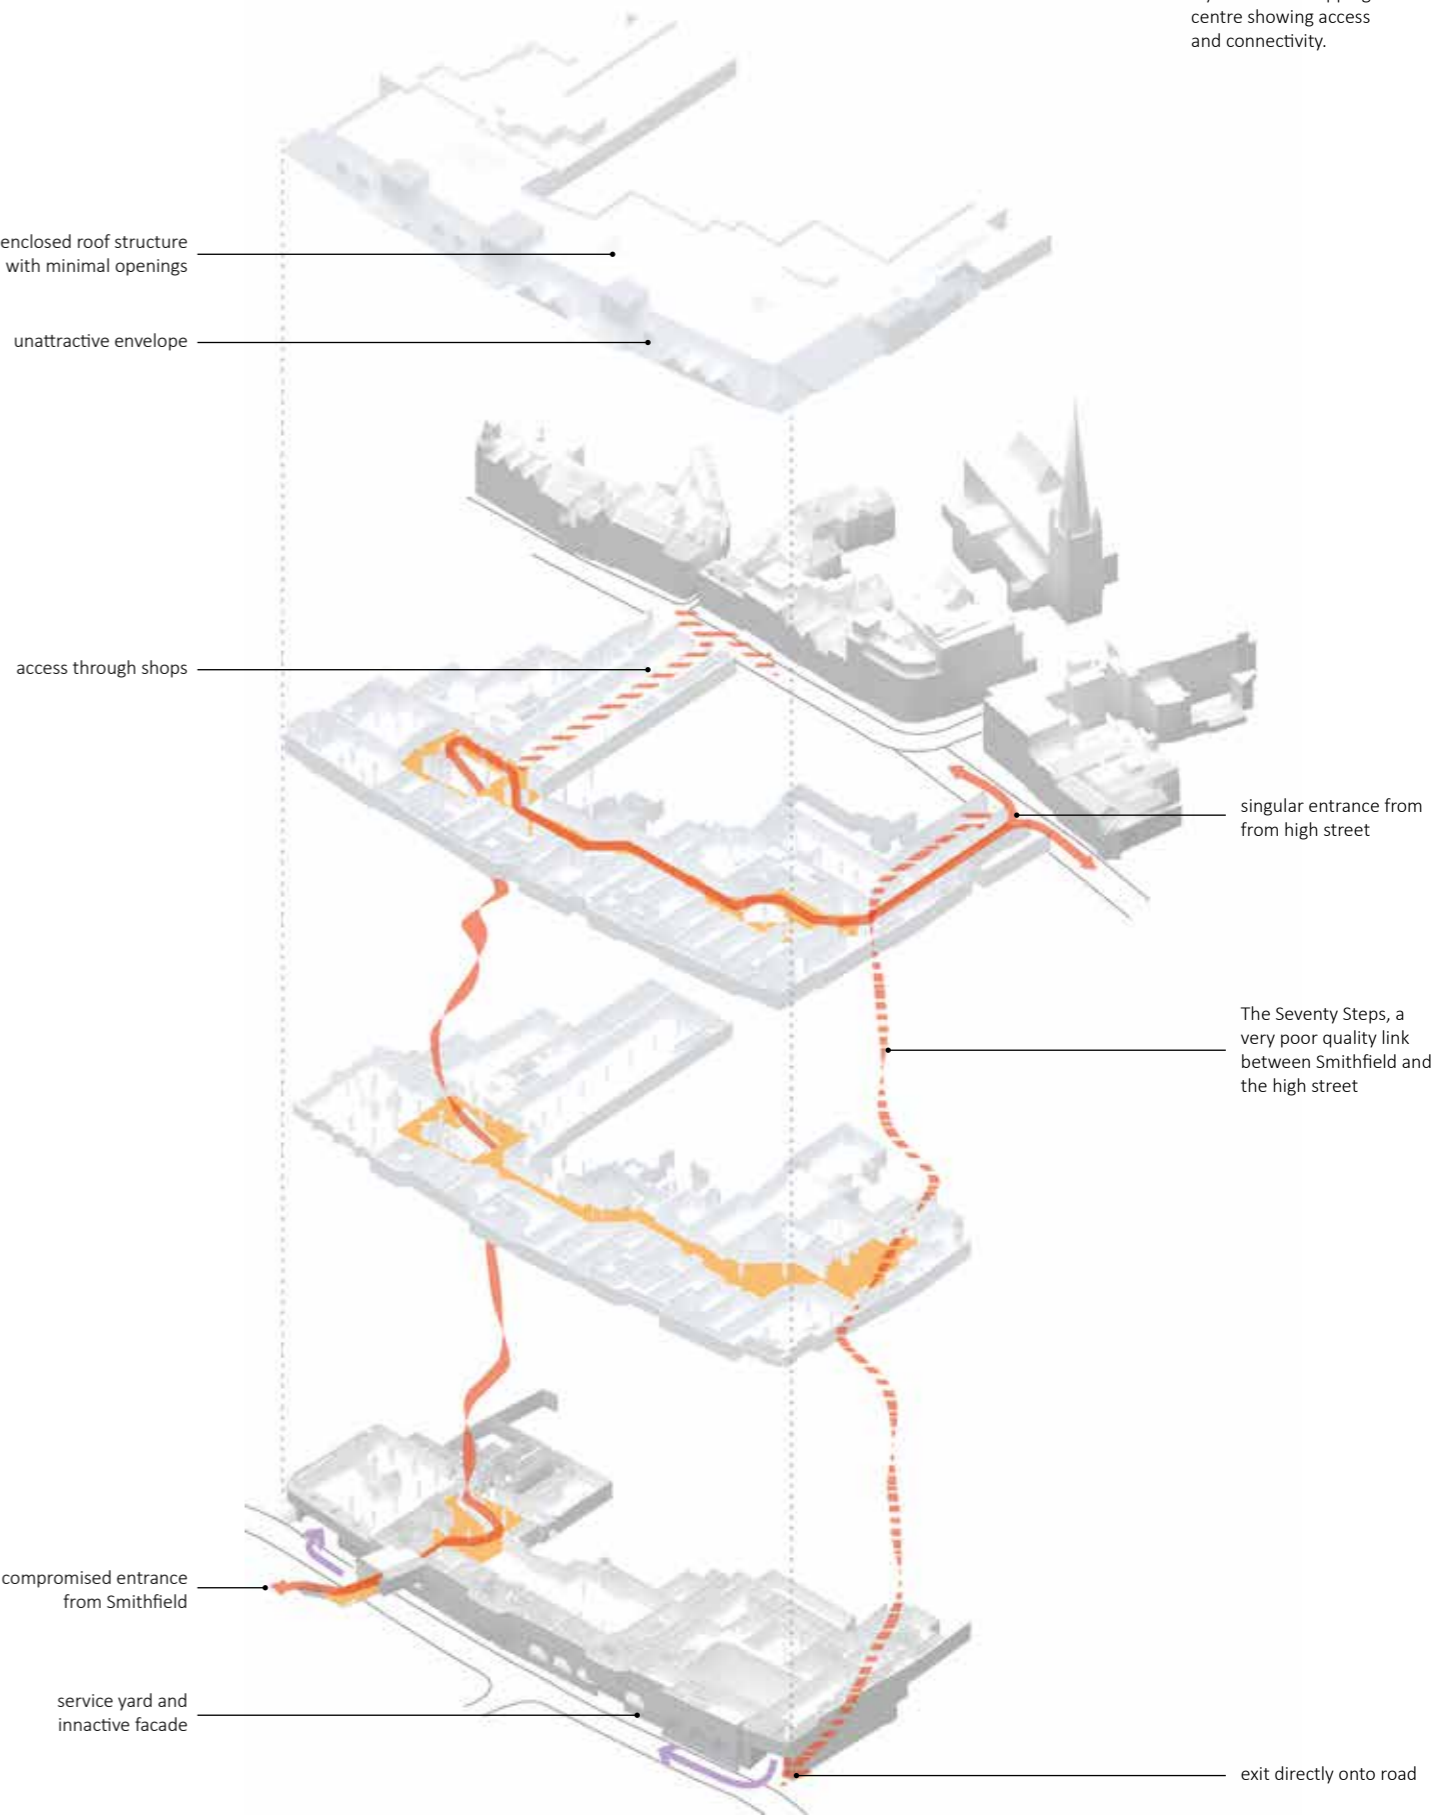 centre showing access
and connectivity.
enclosed roof structure
with minimal openings
unattractive envelope
access through shops
singular entrance from
from high street
The Seventy Steps, a
very poor quality link
between Smithfield and
the high street
compromised entrance
from Smithfield
service yard and
innactive facade
exit directly onto road